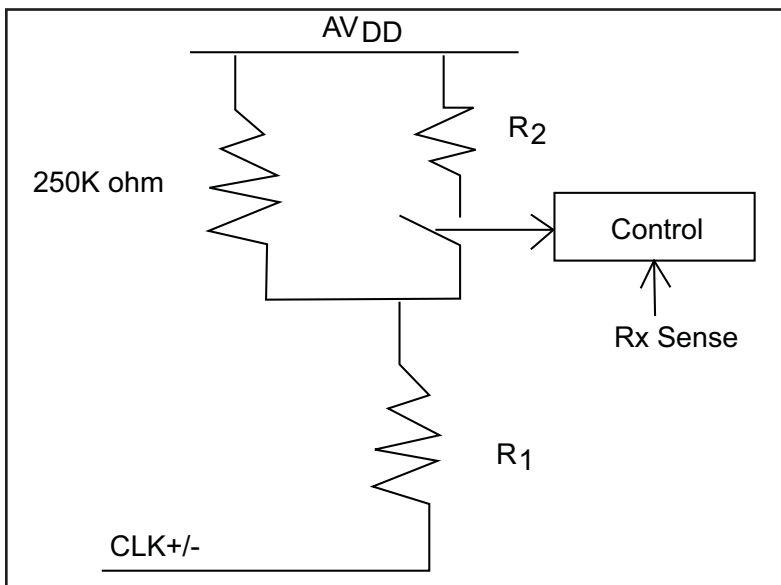 AVDD
R2
250K ohm
Control
Rx Sense
R1
CLK+/-